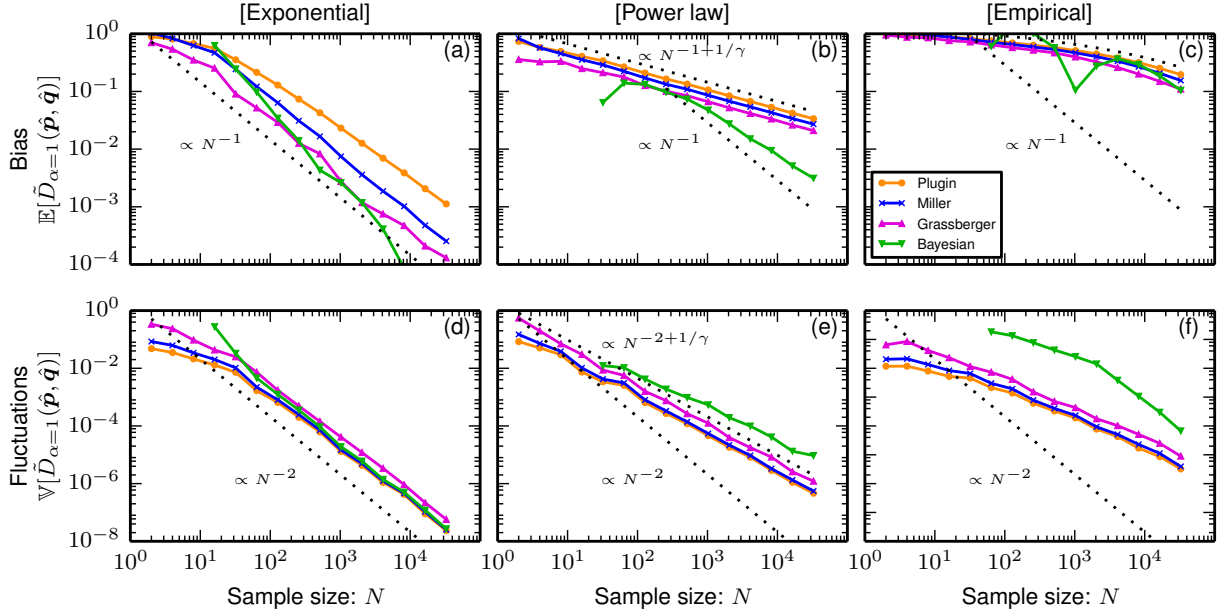 [Exponential] [Power law] [Empirical]
Bias
𝔼[D̃_{α=1}(p̂, q̂)]
10^0
10^{-1}
10^{-2}
10^{-3}
10^{-4}
(a)
∝ N^{-1}
(b)
∝ N^{-1+1/γ}
∝ N^{-1}
(c)
∝ N^{-1}
Plugin
Miller
Grassberger
Bayesian
Fluctuations
𝕍[D̃_{α=1}(p̂, q̂)]
10^0
10^{-2}
10^{-4}
10^{-6}
10^{-8}
(d)
∝ N^{-2}
(e)
∝ N^{-2+1/γ}
∝ N^{-2}
(f)
∝ N^{-2}
10^0 10^1 10^2 10^3 10^4 10^0 10^1 10^2 10^3 10^4 10^0 10^1 10^2 10^3 10^4
Sample size: N Sample size: N Sample size: N